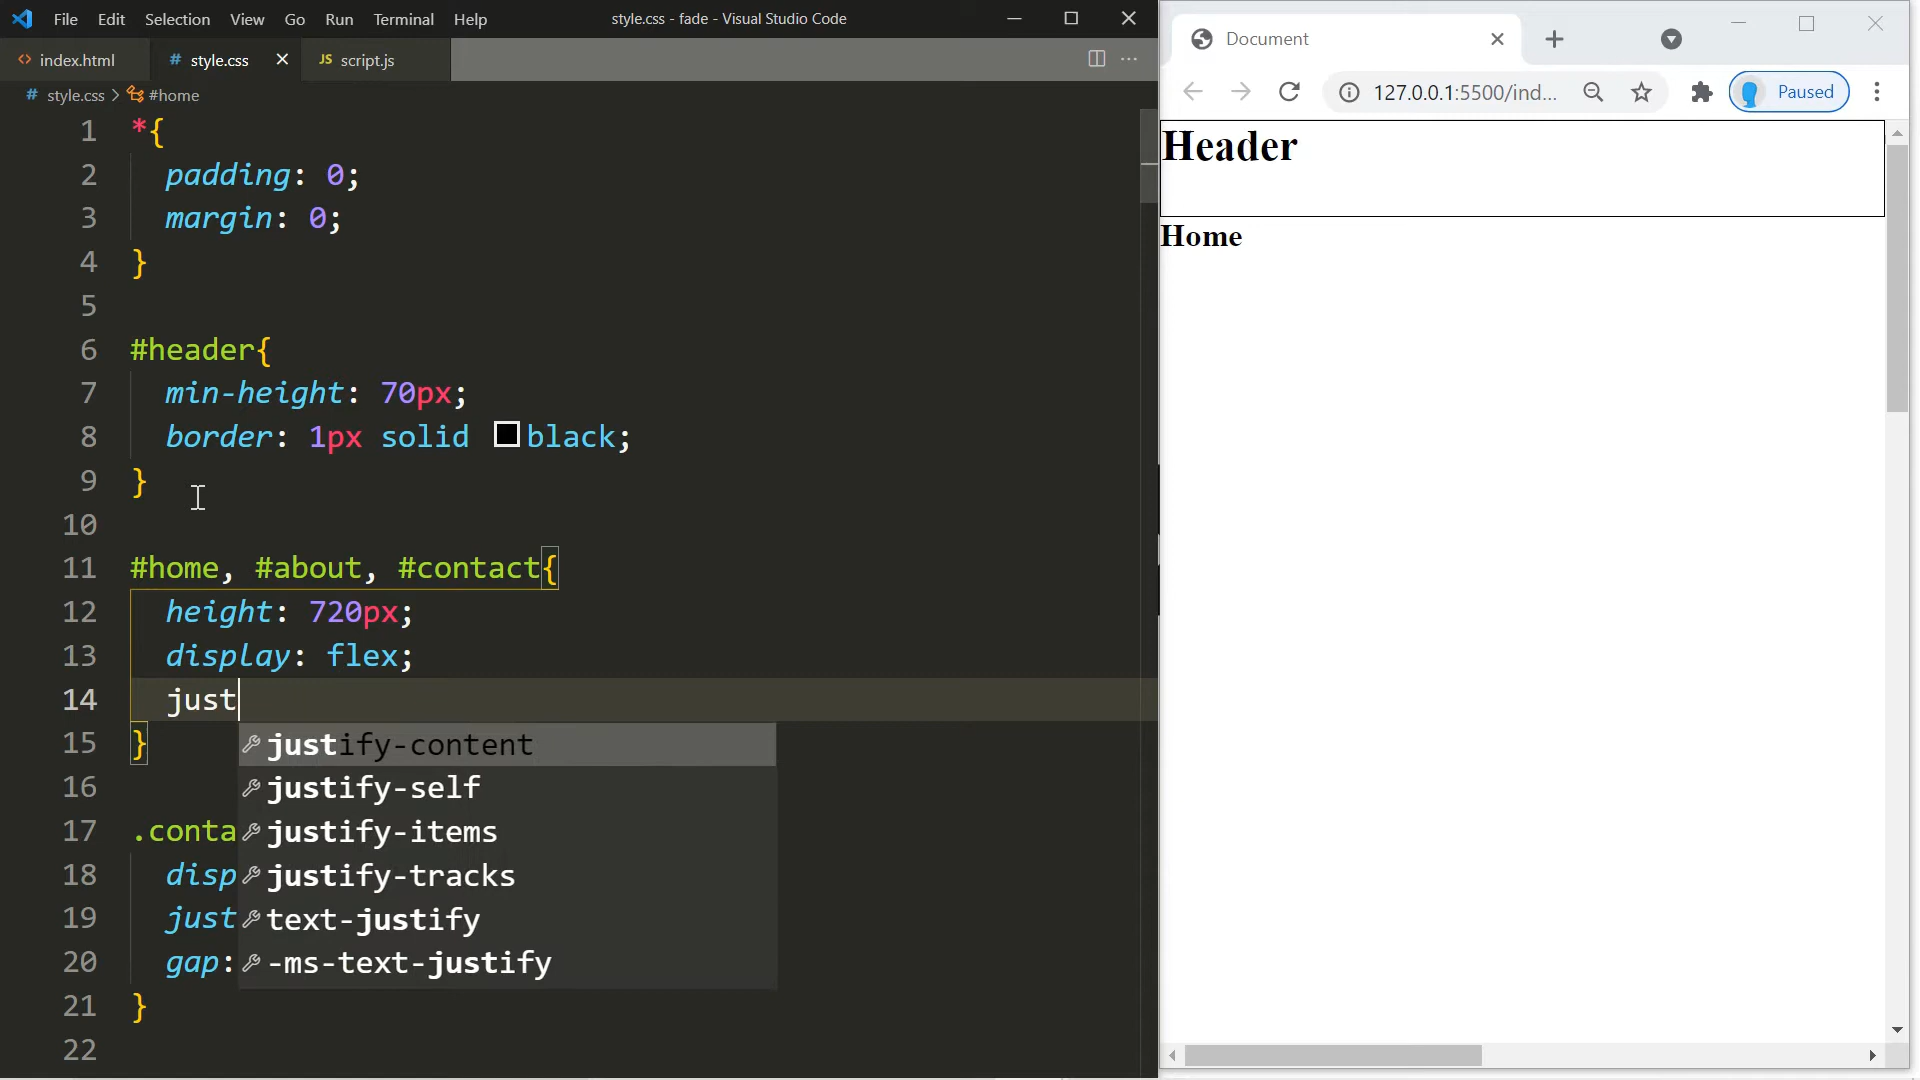 File Edit Selection View Go Run Terminal Help style.css - fade - Visual Studio Code
<> index.html # style.css JS script.js
# style.css > #home
1 *{
2 padding: 0;
3 margin: 0;
4 }
5
6 #header{
7 min-height: 70px;
8 border: 1px solid black;
9 }
10
11 #home, #about, #contact{
12 height: 720px;
13 display: flex;
14 just
15 }
justify-content
16
justify-self
17 .conta
justify-items
18 disp
justify-tracks
19 just
text-justify
20 gap:
-ms-text-justify
21 }
22
Document
127.0.0.1:5500/ind...
Paused
Header
Home